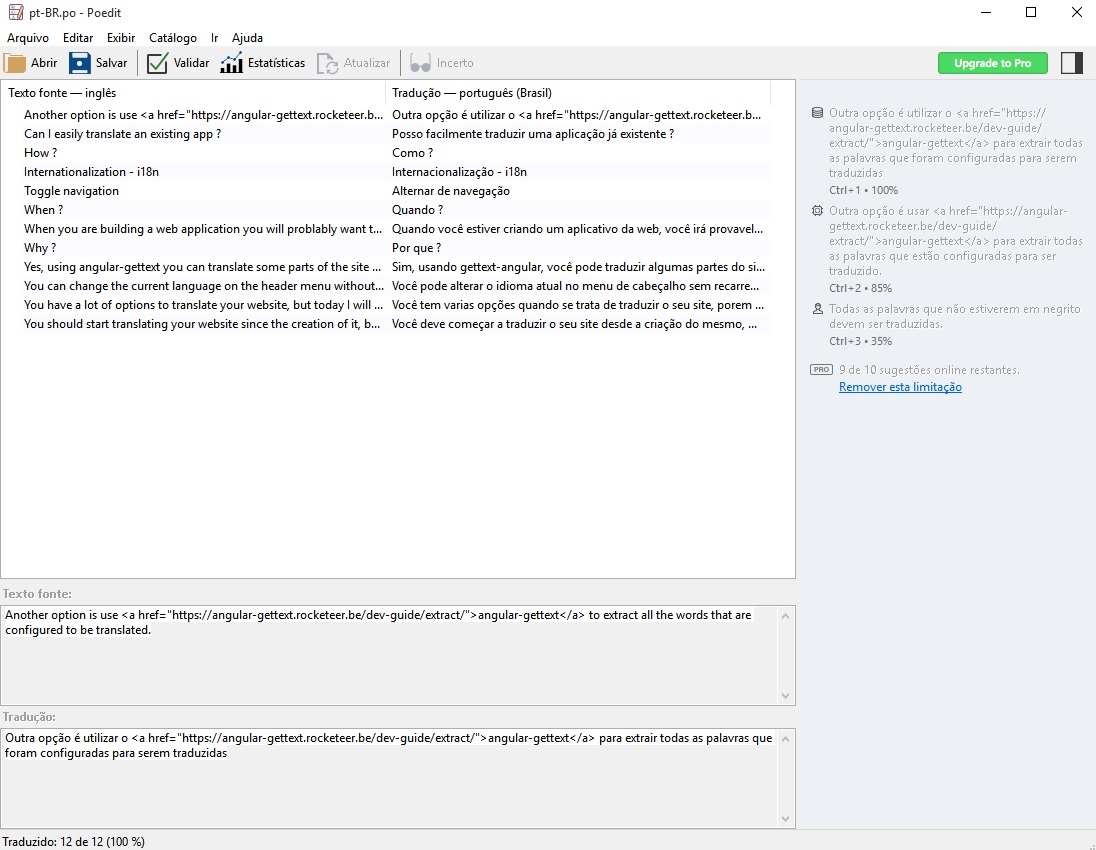 pt-BR.po - Poedit
Arquivo Editar Exibir Catálogo Ir Ajuda
Abrir Salvar Validar Estatísticas Atualizar Incerto Upgrade to Pro
Texto fonte — inglês Tradução — português (Brasil)
Another option is use <a href="https://angular-gettext.rocketeer.b... Outra opção é utilizar o <a href="https://angular-gettext.rocketeer.b...
Can I easily translate an existing app ? Posso facilmente traduzir uma aplicação já existente ?
How ? Como ?
Internationalization - i18n Internacionalização - i18n
Toggle navigation Alternar de navegação
When ? Quando ?
When you are building a web application you will problably want t... Quando você estiver criando um aplicativo da web, você irá provavel...
Why ? Por que ?
Yes, using angular-gettext you can translate some parts of the site ... Sim, usando gettext-angular, você pode traduzir algumas partes do si...
You can change the current language on the header menu without... Você pode alterar o idioma atual no menu de cabeçalho sem recarre...
You have a lot of options to translate your website, but today I will ... Você tem varias opções quando se trata de traduzir o seu site, porem ...
You should start translating your website since the creation of it, b... Você deve começar a traduzir o seu site desde a criação do mesmo, ...
Outra opção é utilizar o <a href="https://
angular-gettext.rocketeer.be/dev-guide/
extract/">angular-gettext</a> para extrair todas
as palavras que foram configuradas para serem
traduzidas
Ctrl+1 • 100%
Outra opção é usar <a href="https://angular-
gettext.rocketeer.be/dev-guide/
extract/">angular-gettext</a> para extrair todas
as palavras que estão configuradas para ser
traduzido.
Ctrl+2 • 85%
Todas as palavras que não estiverem em negrito
devem ser traduzidas.
Ctrl+3 • 35%
PRO 9 de 10 sugestões online restantes.
Remover esta limitação
Texto fonte:
Another option is use <a href="https://angular-gettext.rocketeer.be/dev-guide/extract/">angular-gettext</a> to extract all the words that are
configured to be translated.
Tradução:
Outra opção é utilizar o <a href="https://angular-gettext.rocketeer.be/dev-guide/extract/">angular-gettext</a> para extrair todas as palavras que
foram configuradas para serem traduzidas
Traduzido: 12 de 12 (100 %)